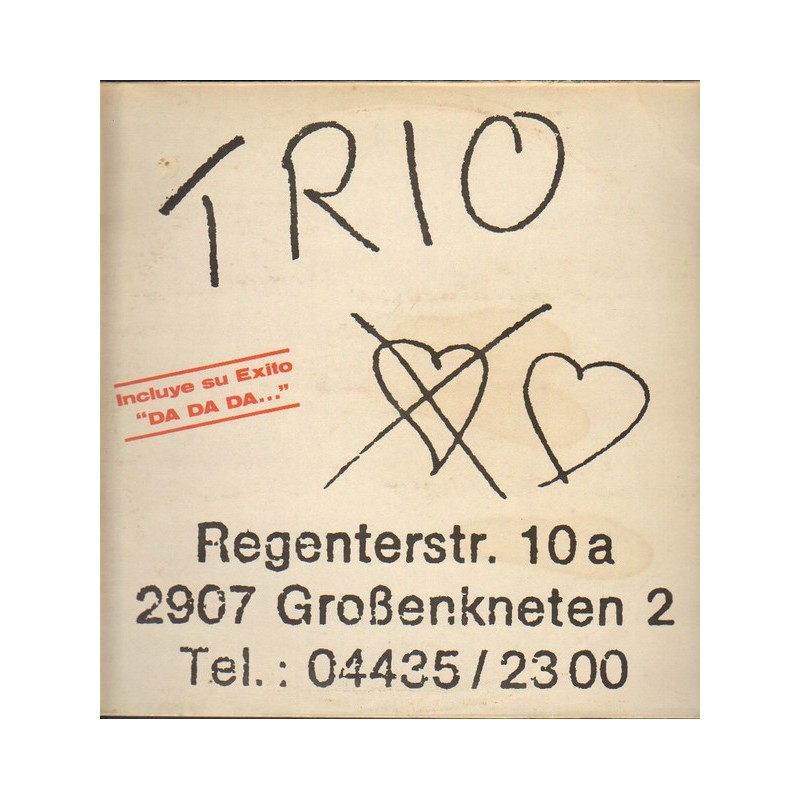 TRIO
Incluye su Exito
"DA DA DA..."
Regenterstr. 10a
2907 Großenkneten 2
Tel.: 04435/2300